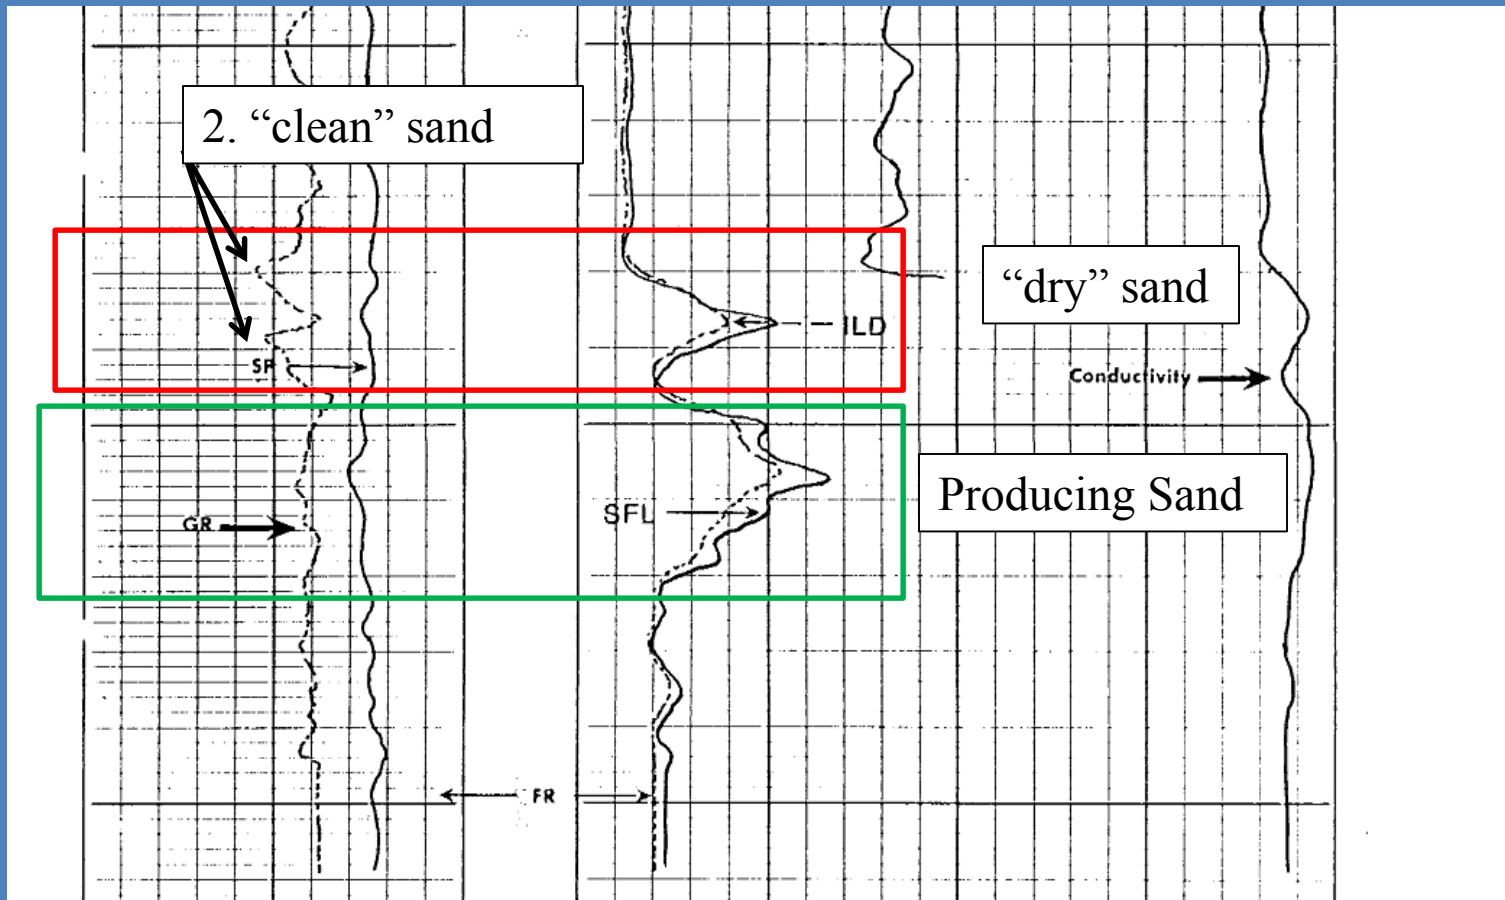 2. “clean” sand
“dry” sand
ILD
SP
Conductivity
Producing Sand
SFL
GR
FR